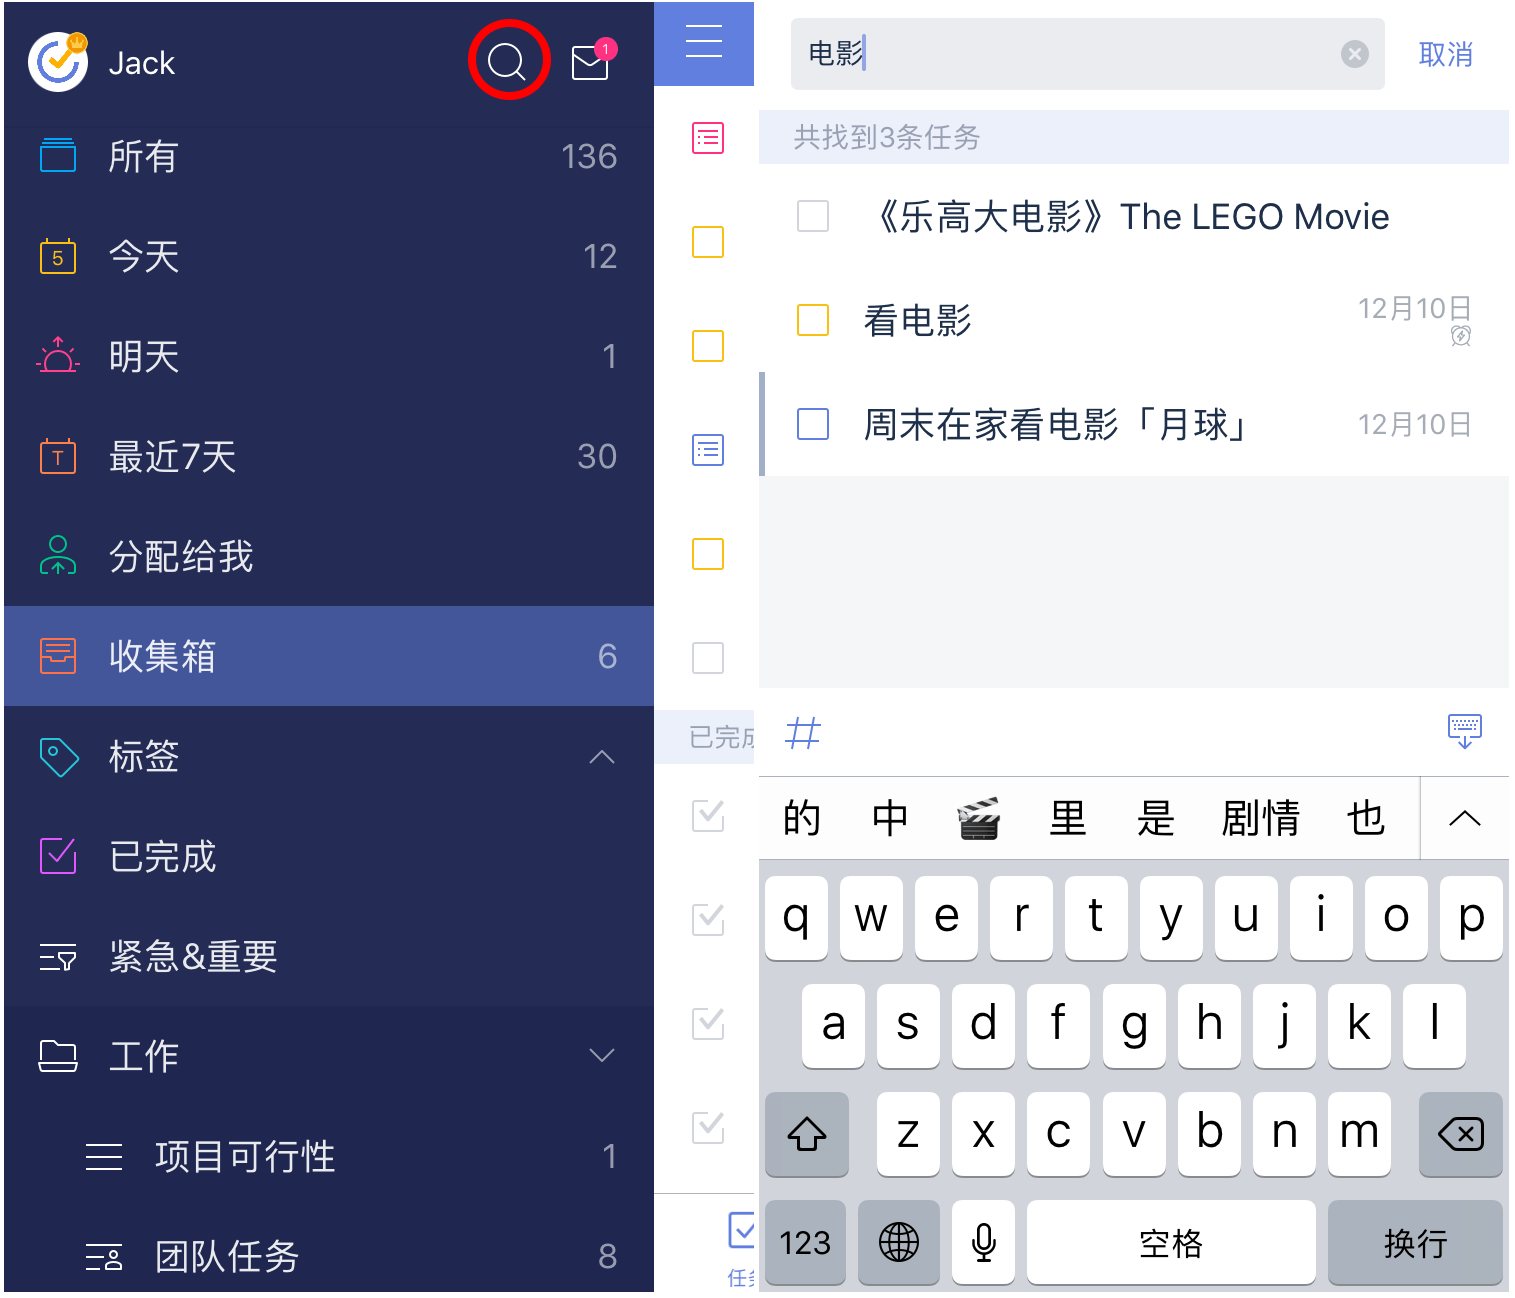 Jack
1
所有 136
5 今天 12
明天 1
T 最近7天 30
分配给我
收集箱 6
标签
已完成
紧急&重要
工作
项目可行性 1
团队任务 8
已完成
任务
电影 取消
共找到3条任务
《乐高大电影》The LEGO Movie
看电影 12月10日
周末在家看电影「月球」 12月10日
#
的 中 🎬 里 是 剧情 也
q w e r t y u i o p
a s d f g h j k l
z x c v b n m
123 空格 换行